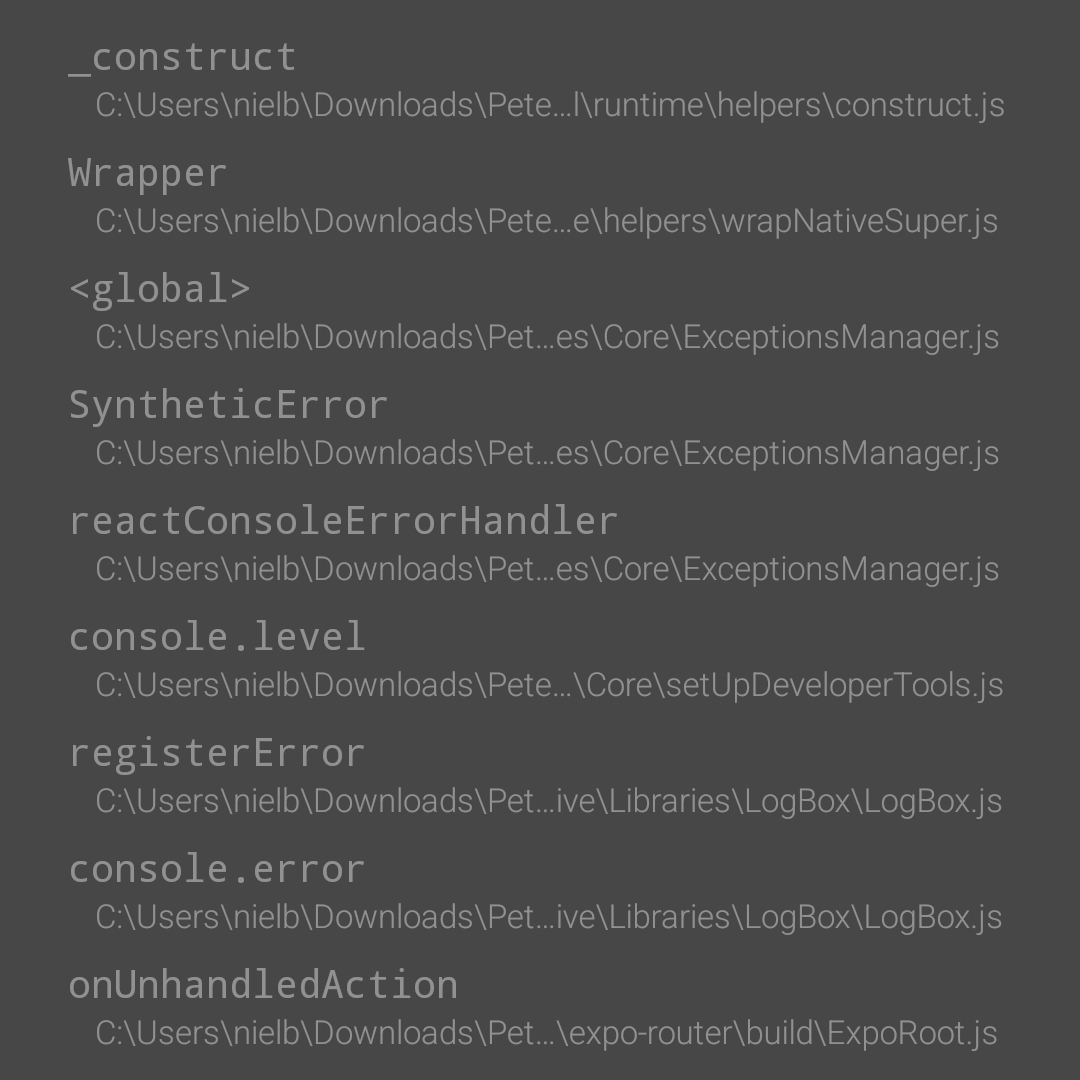 _construct
C:\Users\nielb\Downloads\Pete...l\runtime\helpers\construct.js
Wrapper
C:\Users\nielb\Downloads\Pete...e\helpers\wrapNativeSuper.js
<global>
C:\Users\nielb\Downloads\Pet...es\Core\ExceptionsManager.js
SyntheticError
C:\Users\nielb\Downloads\Pet...es\Core\ExceptionsManager.js
reactConsoleErrorHandler
C:\Users\nielb\Downloads\Pet...es\Core\ExceptionsManager.js
console.level
C:\Users\nielb\Downloads\Pete...\Core\setUpDeveloperTools.js
registerError
C:\Users\nielb\Downloads\Pet...ive\Libraries\LogBox\LogBox.js
console.error
C:\Users\nielb\Downloads\Pet...ive\Libraries\LogBox\LogBox.js
onUnhandledAction
C:\Users\nielb\Downloads\Pet...\expo-router\build\ExpoRoot.js